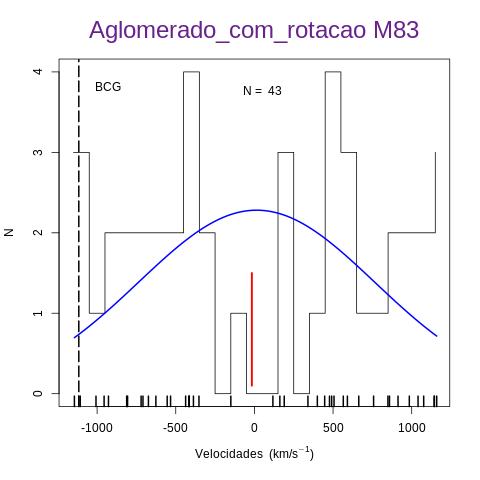 Aglomerado_com_rotacao M83
BCG
N = 43
N
4
3
2
1
0
-1000 -500 0 500 1000
Velocidades (km/s⁻¹)